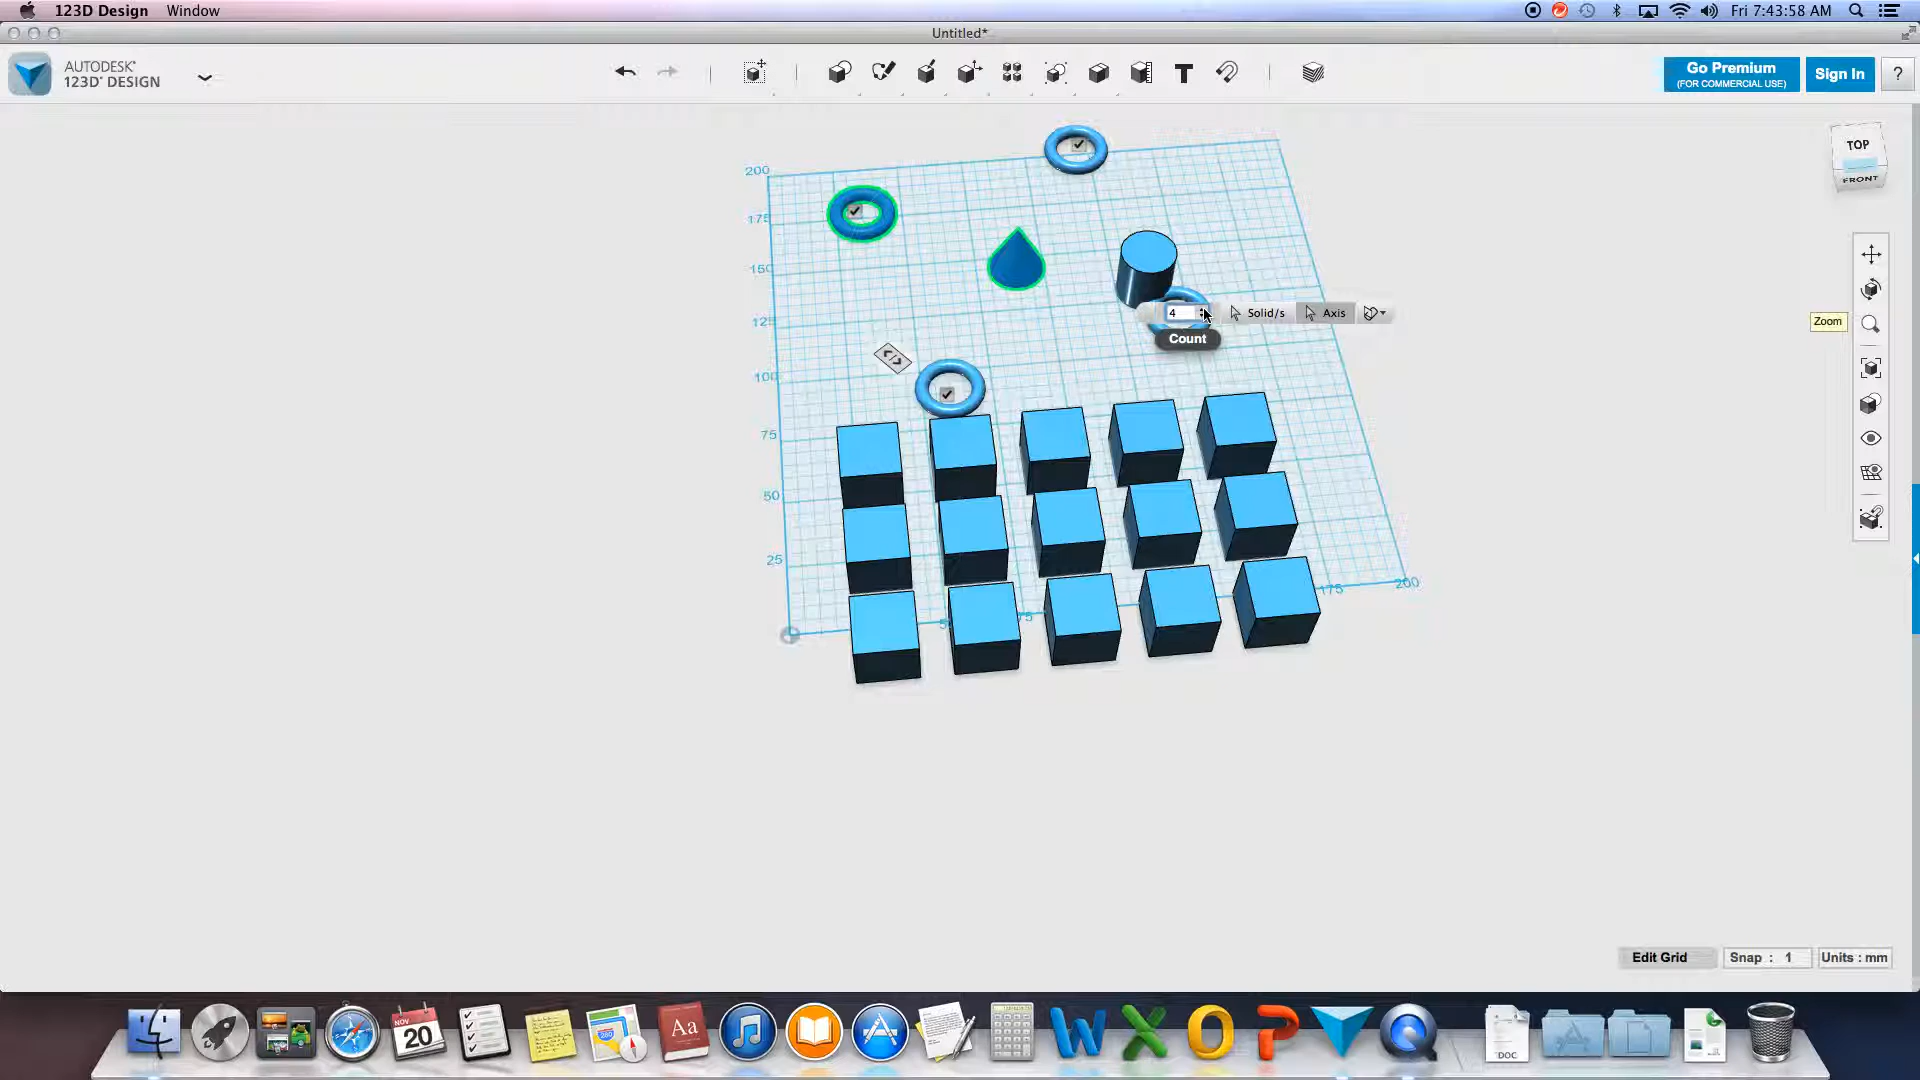 123D Design Window
Fri 7:43:58 AM
Untitled*
AUTODESK®
123D® DESIGN
T
Go Premium
(FOR COMMERCIAL USE)
Sign In
?
TOP
FRONT
200
175
150
125
100
75
50
25
175
200
4
Solid/s
Axis
Count
Zoom
Edit Grid
Snap : 1
Units : mm
NOV
20
280
Aa
W
X
O
P
DOC